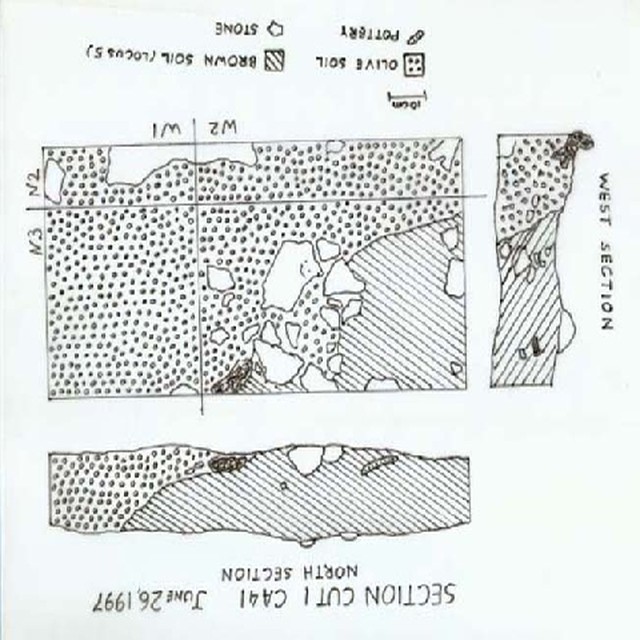 SECTION CUT 1 CA41 JUNE 26,1997
NORTH SECTION
WEST SECTION
N3
N2
W2 W1
10cm
OLIVE SOIL BROWN SOIL (LOCUS 5)
POTTERY STONE